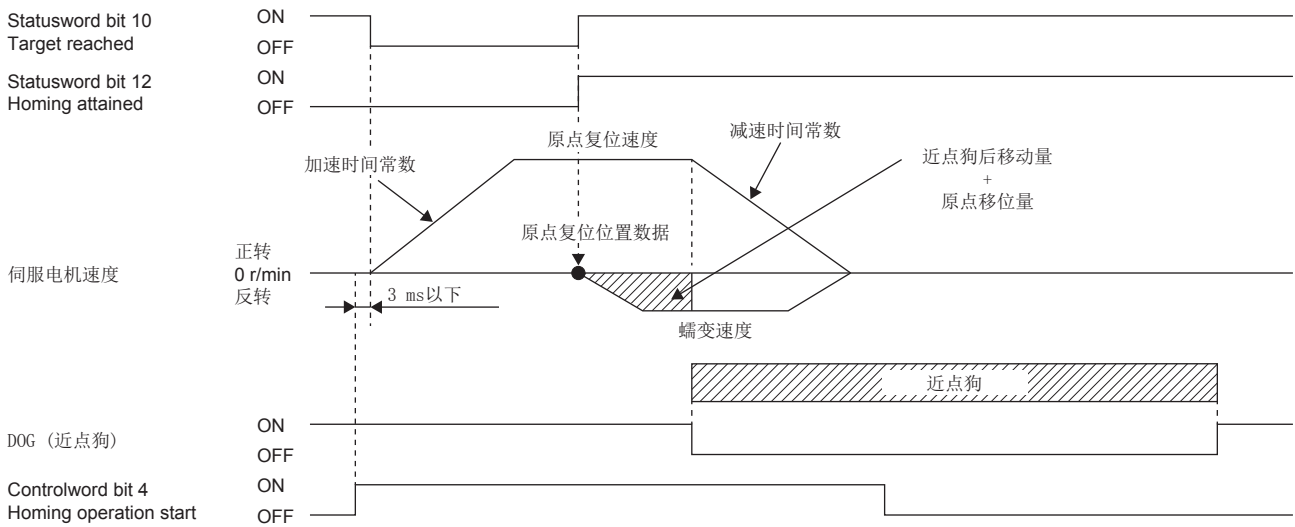 Statusword bit 10
Target reached
ON
OFF
Statusword bit 12
Homing attained
ON
OFF
原点复位速度
减速时间常数
加速时间常数
近点狗后移动量
+
原点移位量
原点复位位置数据
伺服电机速度
正转
0 r/min
反转
3 ms以下
蠕变速度
近点狗
DOG (近点狗)
ON
OFF
Controlword bit 4
Homing operation start
ON
OFF